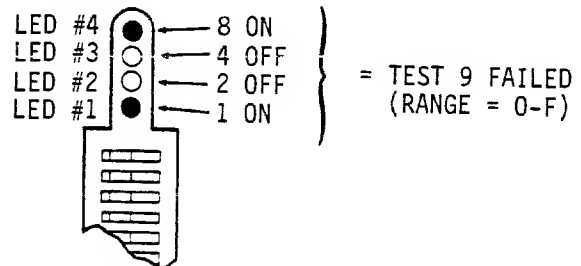 LED #4 8 ON
LED #3 4 OFF
LED #2 2 OFF
LED #1 1 ON
= TEST 9 FAILED
(RANGE = 0-F)